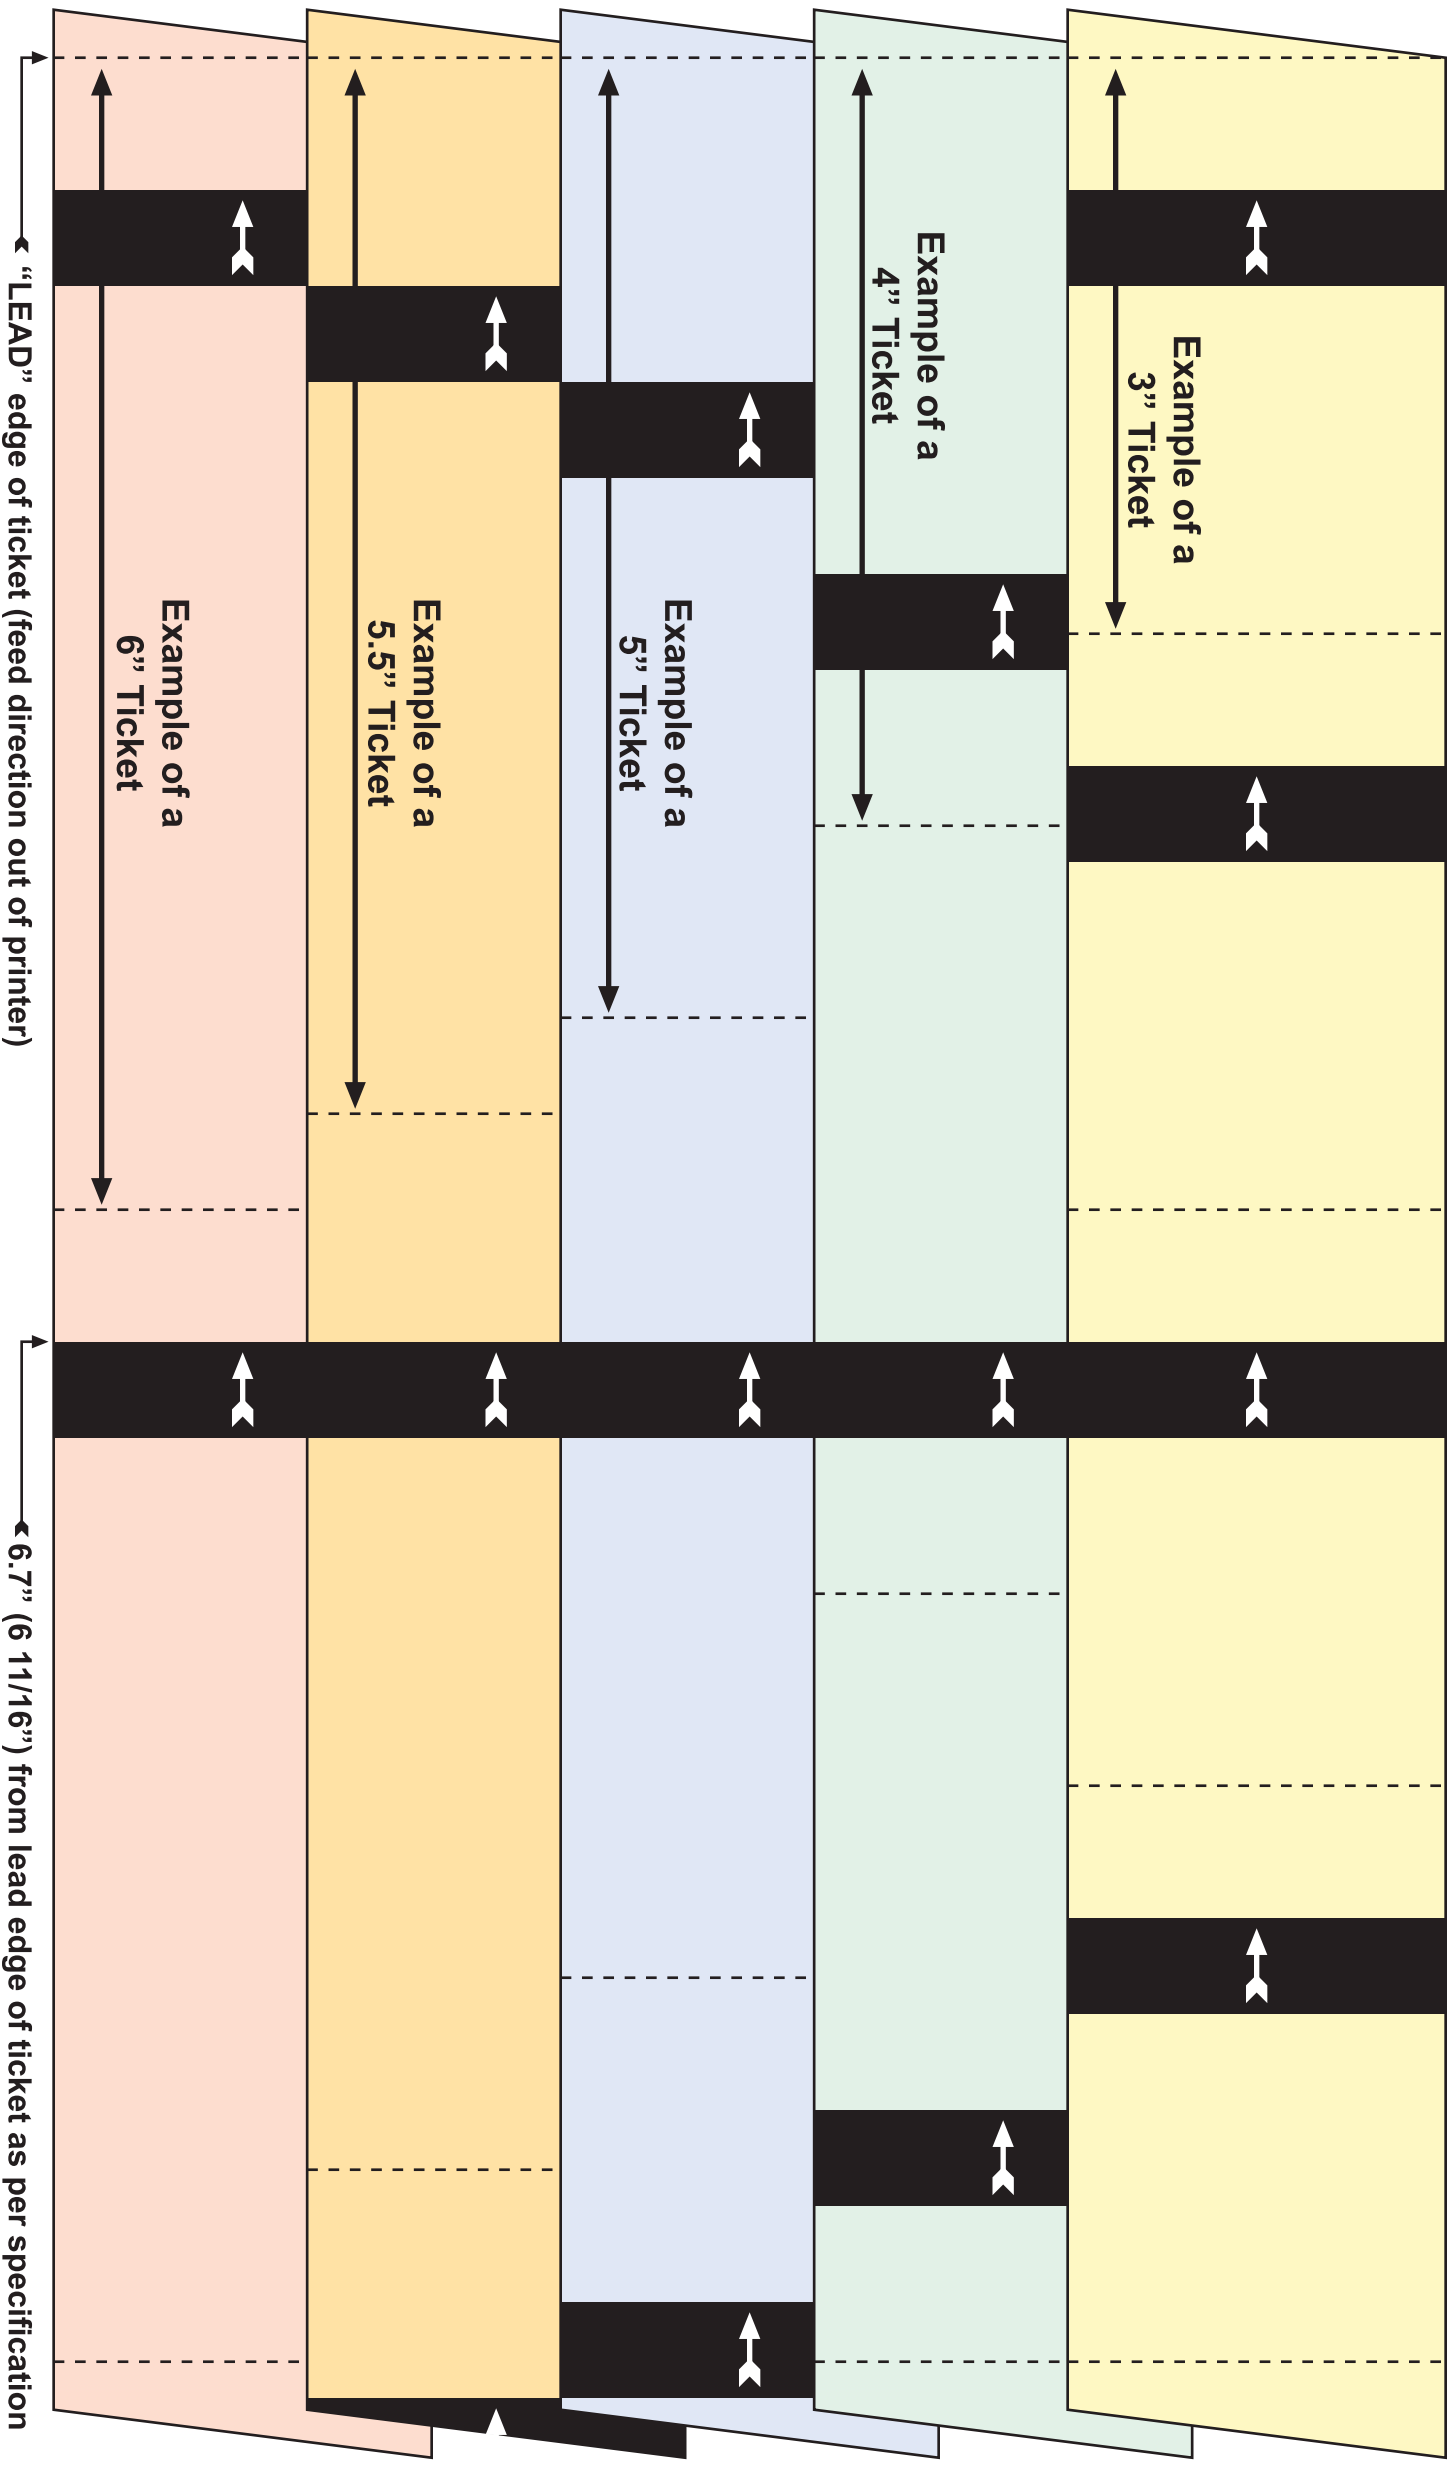 Example of a
3” Ticket
Example of a
4” Ticket
Example of a
5” Ticket
Example of a
5.5” Ticket
Example of a
6” Ticket
“LEAD” edge of ticket (feed direction out of printer)
6.7” (6 11/16”) from lead edge of ticket as per specification